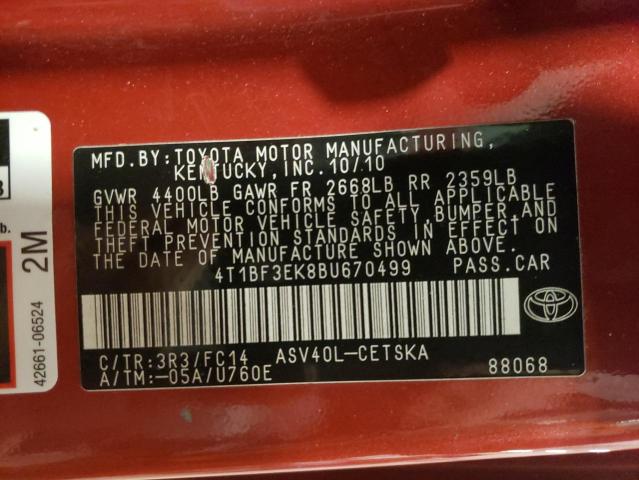 MFD. BY: TOYOTA MOTOR MANUFACTURING,
KENTUCKY, INC. 10/10
GVWR 4400LB GAWR FR 2668LB RR 2359LB
THIS VEHICLE CONFORMS TO ALL APPLICABLE
FEDERAL MOTOR VEHICLE SAFETY, BUMPER, AND
THEFT PREVENTION STANDARDS IN EFFECT ON
THE DATE OF MANUFACTURE SHOWN ABOVE.
4T1BF3EK8BU670499 PASS. CAR
C/TR: 3R3/FC14 ASV40L-CETSKA
A/TM: -05A/U760E 88068
42661-06524 2M